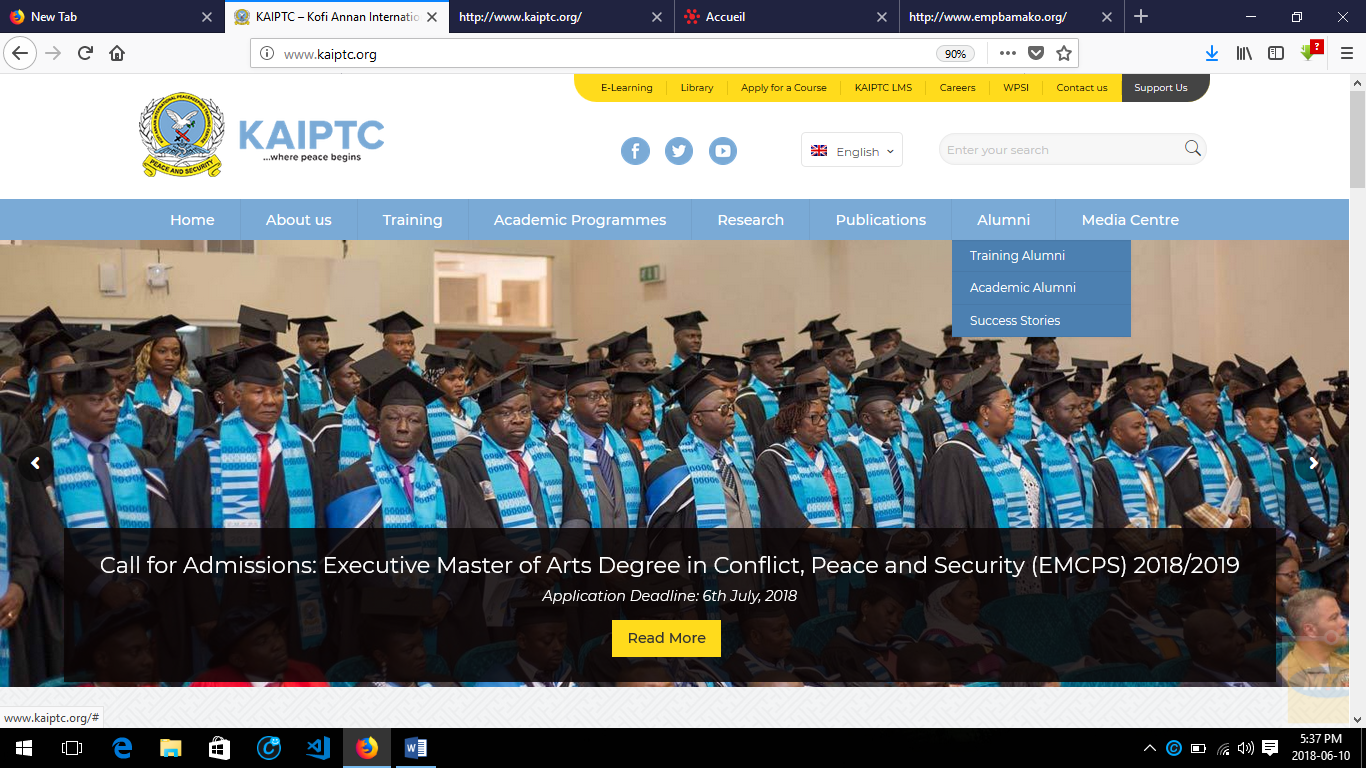 New Tab
KAIPTC – Kofi Annan Internatio
http://www.kaiptc.org/
Accueil
http://www.empbamako.org/
www.kaiptc.org
90%
E-Learning
Library
Apply for a Course
KAIPTC LMS
Careers
WPSI
Contact us
Support Us
PEACE AND SECURITY
KAIPTC
...where peace begins
English
Enter your search
Home
About us
Training
Academic Programmes
Research
Publications
Alumni
Media Centre
Training Alumni
Academic Alumni
Success Stories
Call for Admissions: Executive Master of Arts Degree in Conflict, Peace and Security (EMCPS) 2018/2019
Application Deadline: 6th July, 2018
Read More
www.kaiptc.org/#
5:37 PM
2018-06-10